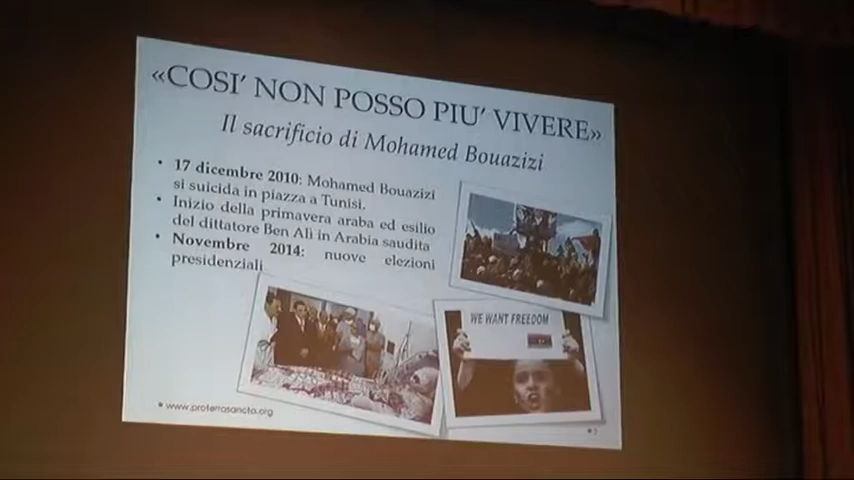 «COSI' NON POSSO PIU' VIVERE»
Il sacrificio di Mohamed Bouazizi
• 17 dicembre 2010: Mohamed Bouazizi
si suicida in piazza a Tunisi.
• Inizio della primavera araba ed esilio
del dittatore Ben Alì in Arabia saudita
• Novembre 2014: nuove elezioni
presidenziali
WE WANT FREEDOM
• www.proterrasancta.org